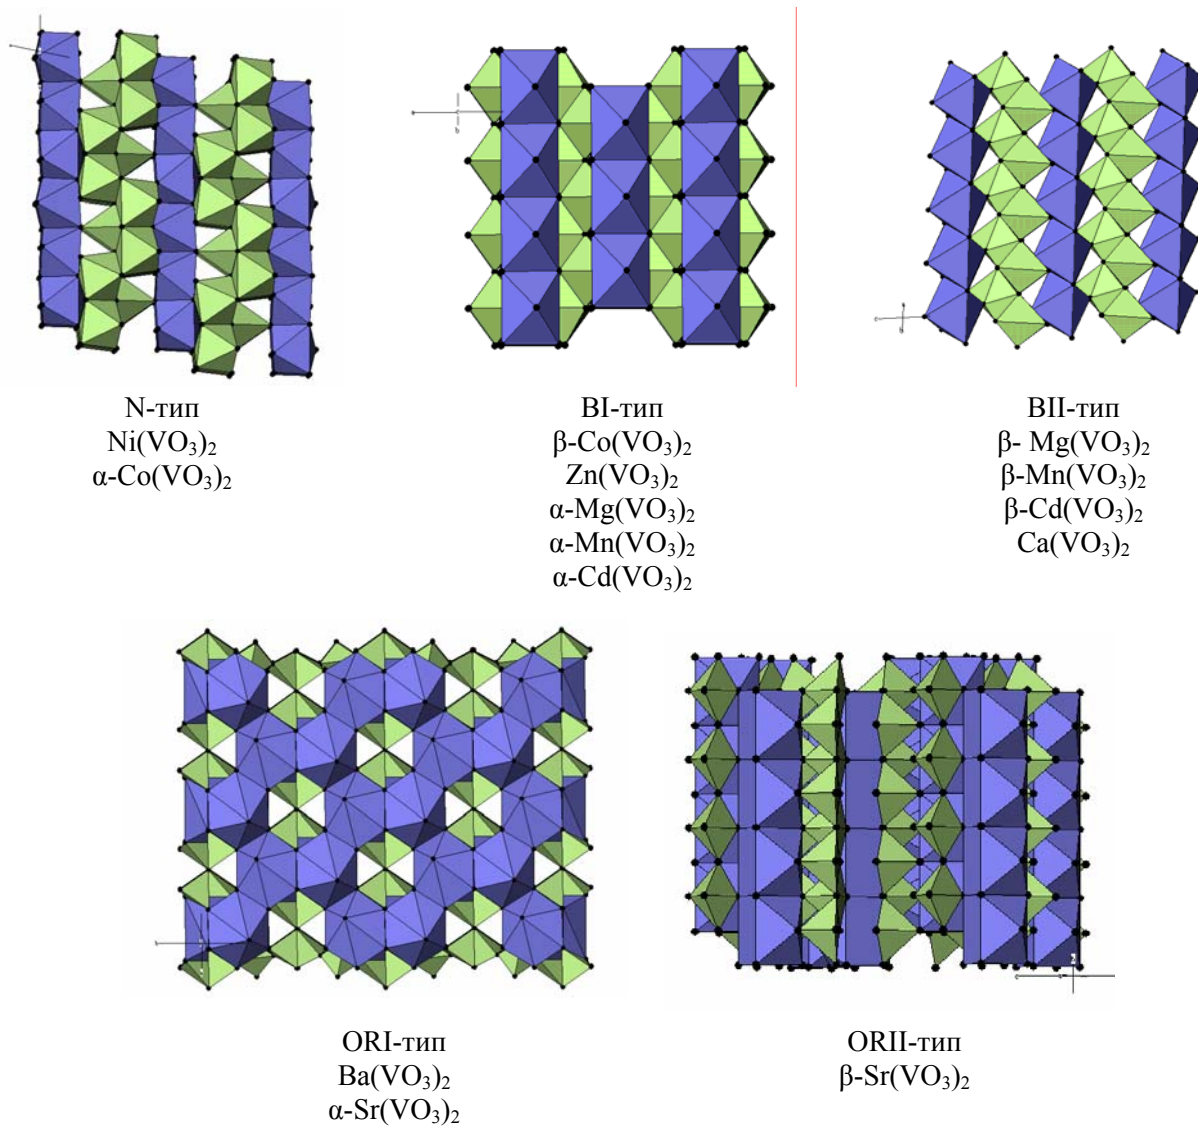 N-тип
Ni(VO₃)₂
α-Co(VO₃)₂
BI-тип
β-Co(VO₃)₂
Zn(VO₃)₂
α-Mg(VO₃)₂
α-Mn(VO₃)₂
α-Cd(VO₃)₂
BII-тип
β- Mg(VO₃)₂
β-Mn(VO₃)₂
β-Cd(VO₃)₂
Ca(VO₃)₂
ORI-тип
Ba(VO₃)₂
α-Sr(VO₃)₂
ORII-тип
β-Sr(VO₃)₂